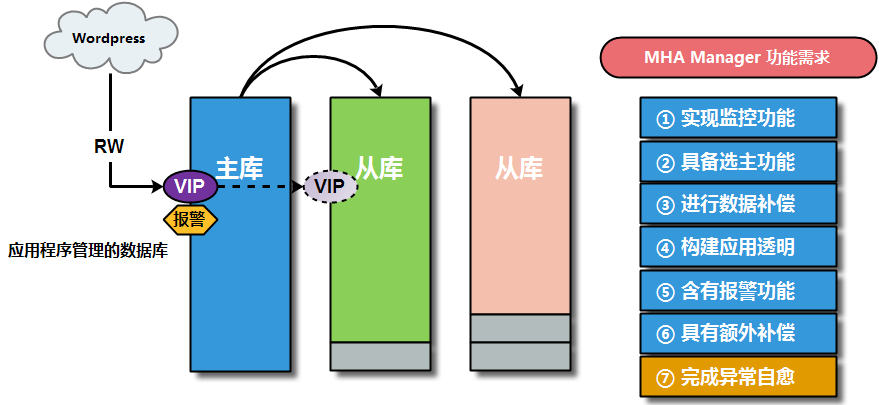 Wordpress
RW
主库
从库
从库
VIP
VIP
报警
应用程序管理的数据库
MHA Manager 功能需求
① 实现监控功能
② 具备选主功能
③ 进行数据补偿
④ 构建应用透明
⑤ 含有报警功能
⑥ 具有额外补偿
⑦ 完成异常自愈